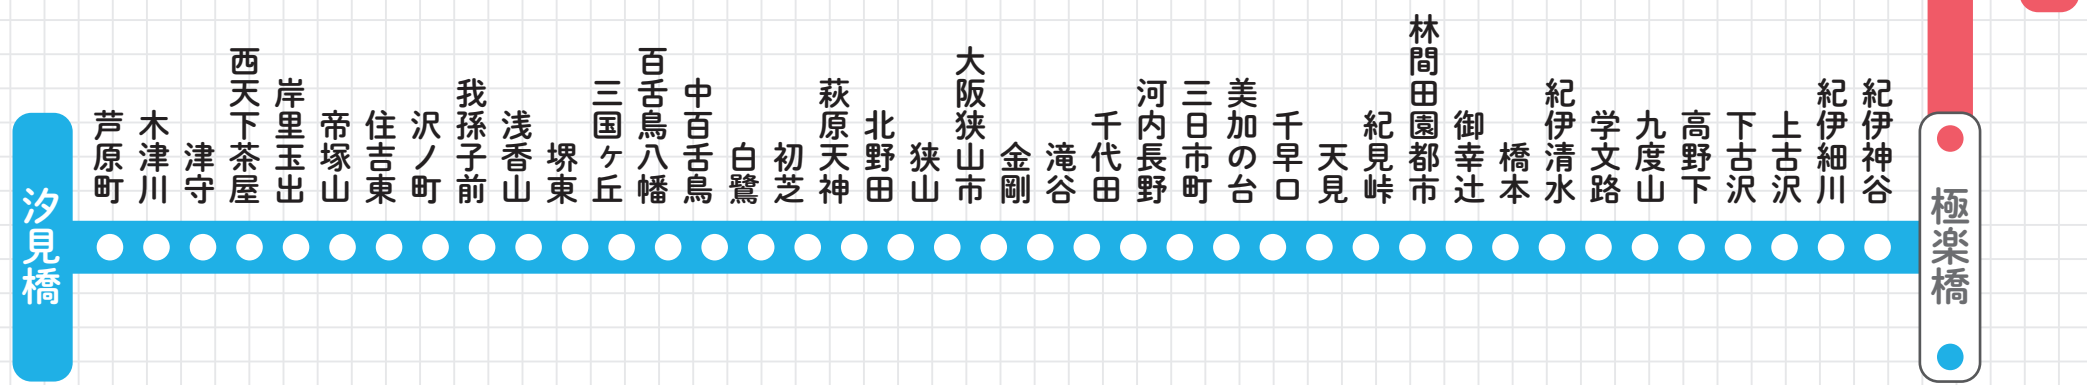 汐見橋
芦原町
木津川
津守
西天下茶屋
岸里玉出
帝塚山
住吉東
沢ノ町
我孫子前
浅香山
堺東
三国ヶ丘
百舌鳥八幡
中百舌鳥
白鷺
初芝
萩原天神
北野田
狭山
大阪狭山市
金剛
滝谷
千代田
河内長野
三日市町
美加の台
千早口
天見
紀見峠
林間田園都市
御幸辻
橋本
紀伊清水
学文路
九度山
高野下
下古沢
上古沢
紀伊細川
紀伊神谷
極楽橋